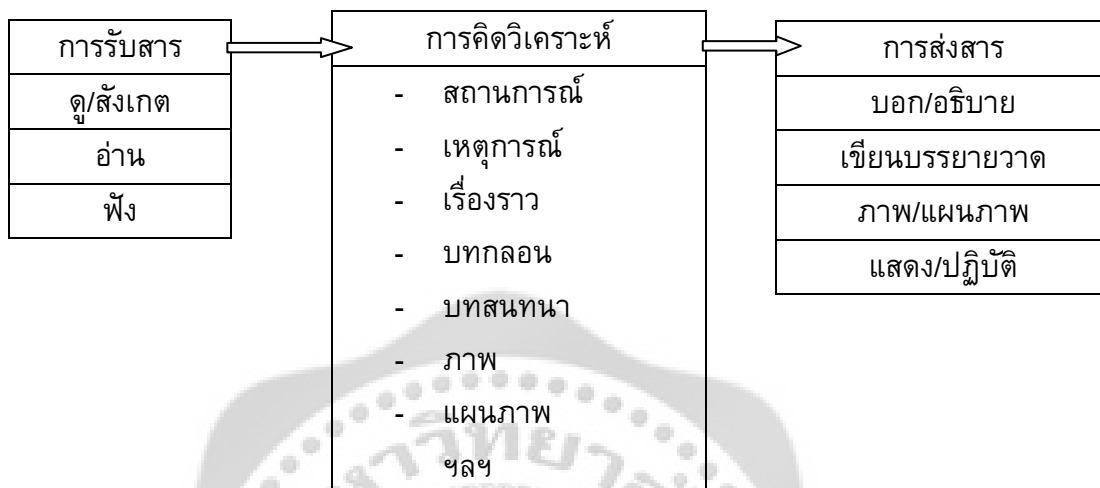 การรับสาร
ดู/สังเกต
อ่าน
ฟัง
การคิดวิเคราะห์
- สถานการณ์
- เหตุการณ์
- เรื่องราว
- บทกลอน
- บทสนทนา
- ภาพ
- แผนภาพ
ฯลฯ
การส่งสาร
บอก/อธิบาย
เขียนบรรยายวาด
ภาพ/แผนภาพ
แสดง/ปฏิบัติ